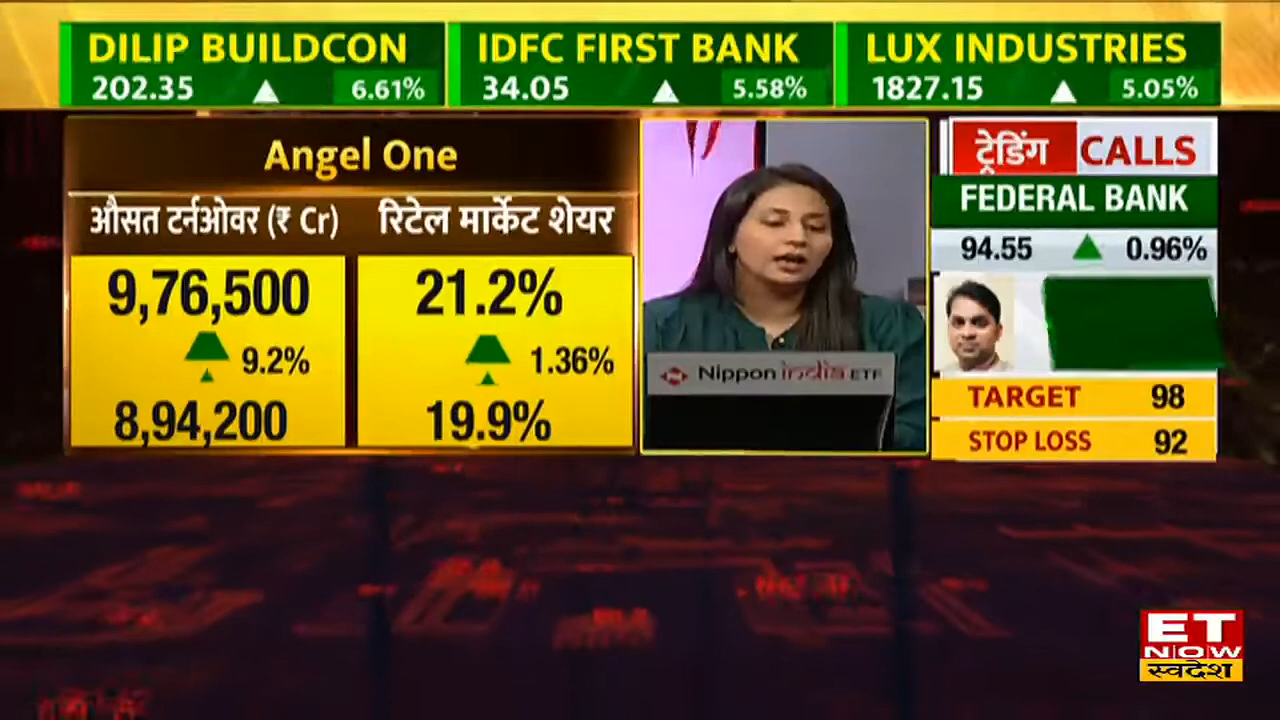 DILIP BUILDCON
202.35 ▲ 6.61%
IDFC FIRST BANK
34.05 ▲ 5.58%
LUX INDUSTRIES
1827.15 ▲ 5.05%
Angel One
औसत टर्नओवर (₹ Cr)
9,76,500
9.2%
8,94,200
रिटेल मार्केट शेयर
21.2%
1.36%
19.9%
Nippon india ETF
ट्रेडिंग CALLS
FEDERAL BANK
94.55 ▲ 0.96%
TARGET 98
STOP LOSS 92
ET
NOW
स्वदेश